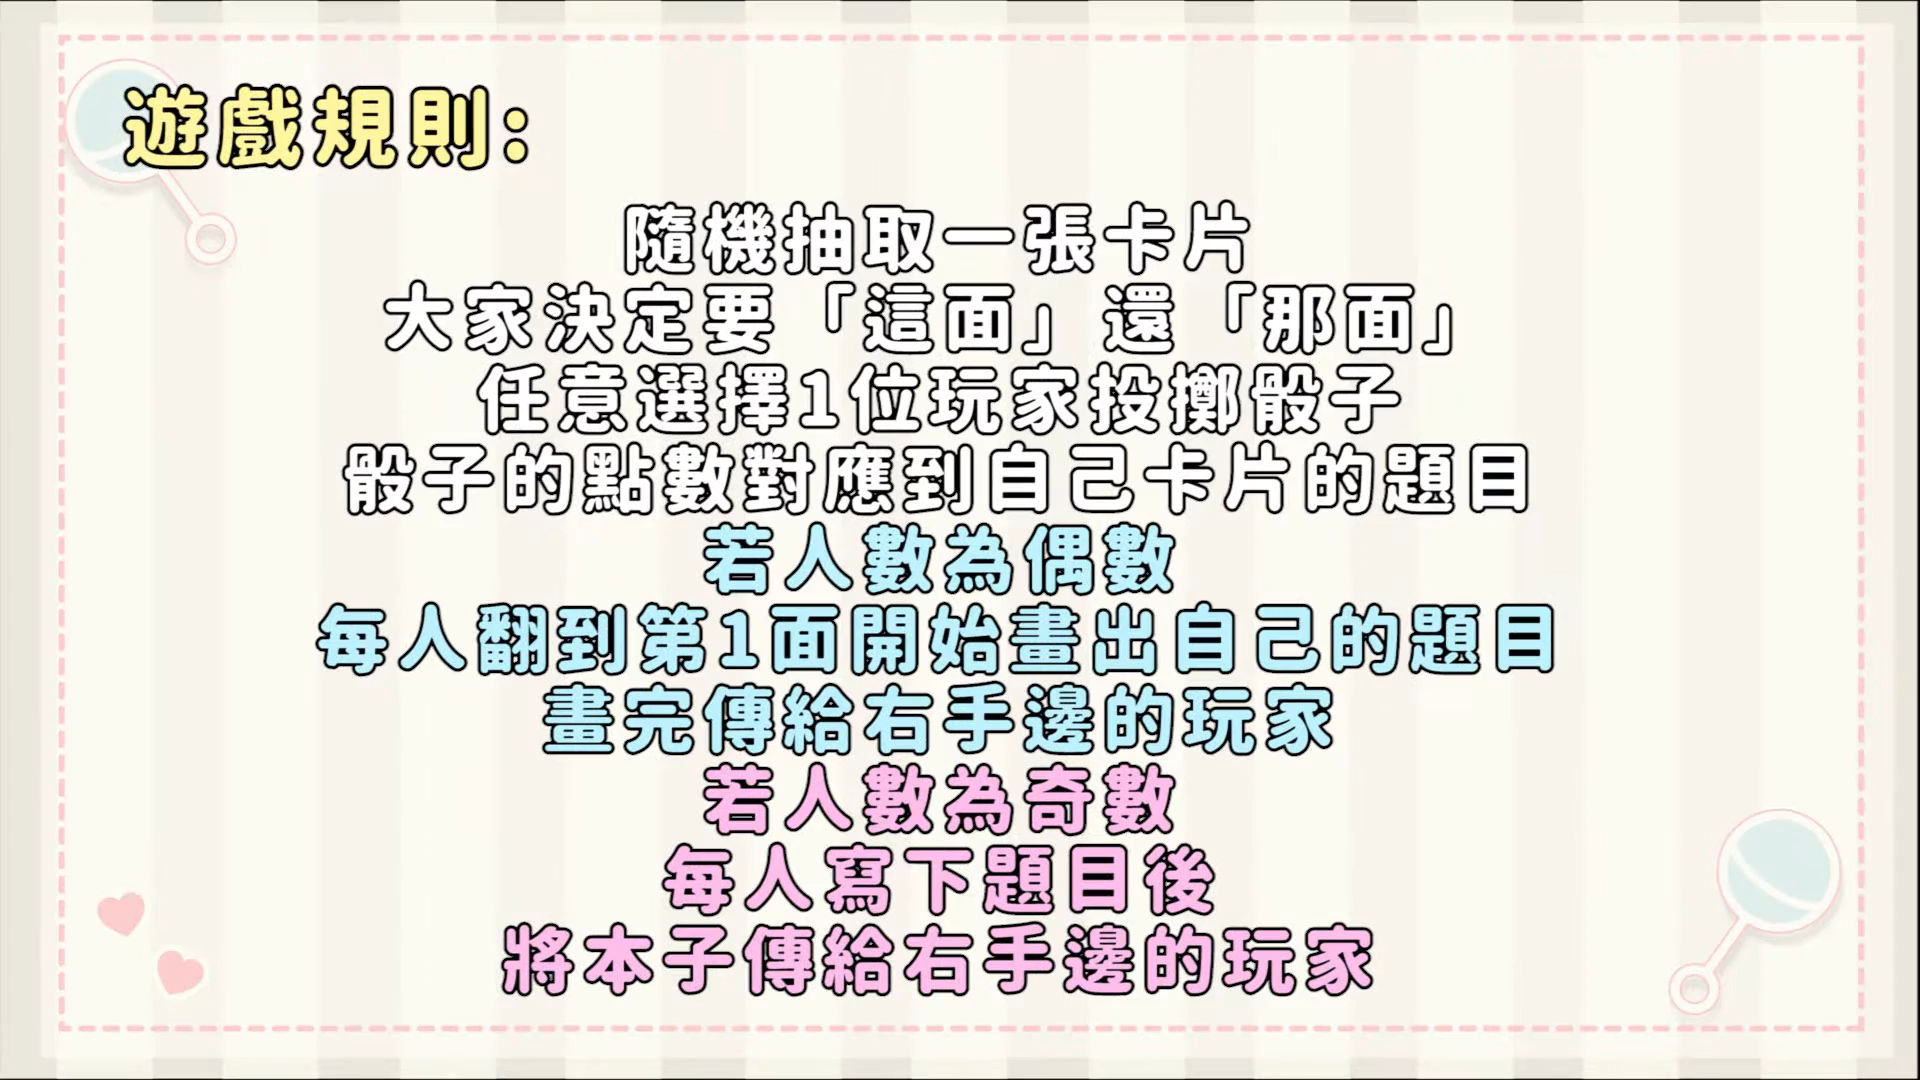 遊戲規則:
隨機抽取一張卡片
大家決定要「這面」還「那面」
任意選擇1位玩家投擲骰子
骰子的點數對應到自己卡片的題目
若人數為偶數
每人翻到第1面開始畫出自己的題目
畫完傳給右手邊的玩家
若人數為奇數
每人寫下題目後
將本子傳給右手邊的玩家